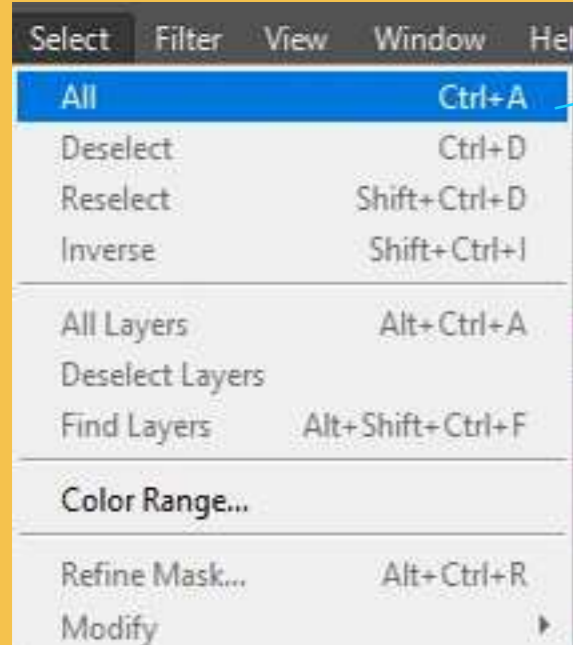 Select Filter View Window Hel
All Ctrl+A
Deselect Ctrl+D
Reselect Shift+Ctrl+D
Inverse Shift+Ctrl+I
All Layers Alt+Ctrl+A
Deselect Layers
Find Layers Alt+Shift+Ctrl+F
Color Range...
Refine Mask... Alt+Ctrl+R
Modify